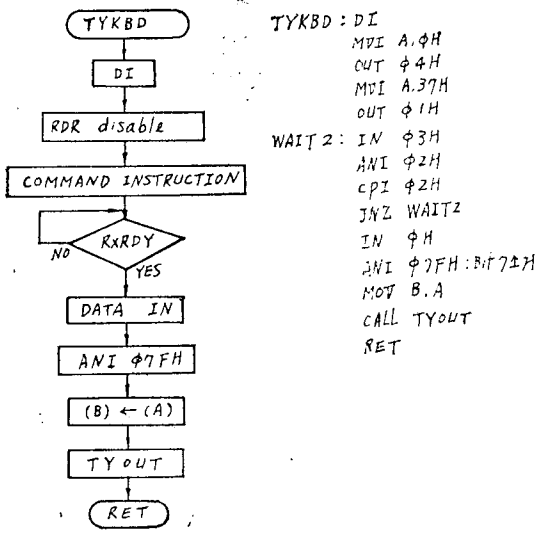 TYKBD
DI
RDR disable
COMMAND INSTRUCTION
RxRDY
NO
YES
DATA IN
ANI φ7FH
(B) ← (A)
TYOUT
RET
TYKBD : DI
MVI A.φH
OUT φ4H
MVI A.37H
OUT φ1H
WAIT2 : IN φ3H
ANI φ2H
CPI φ2H
JNZ WAIT2
IN φH
ANI φ7FH :Bit7
MOV B.A
CALL TYOUT
RET